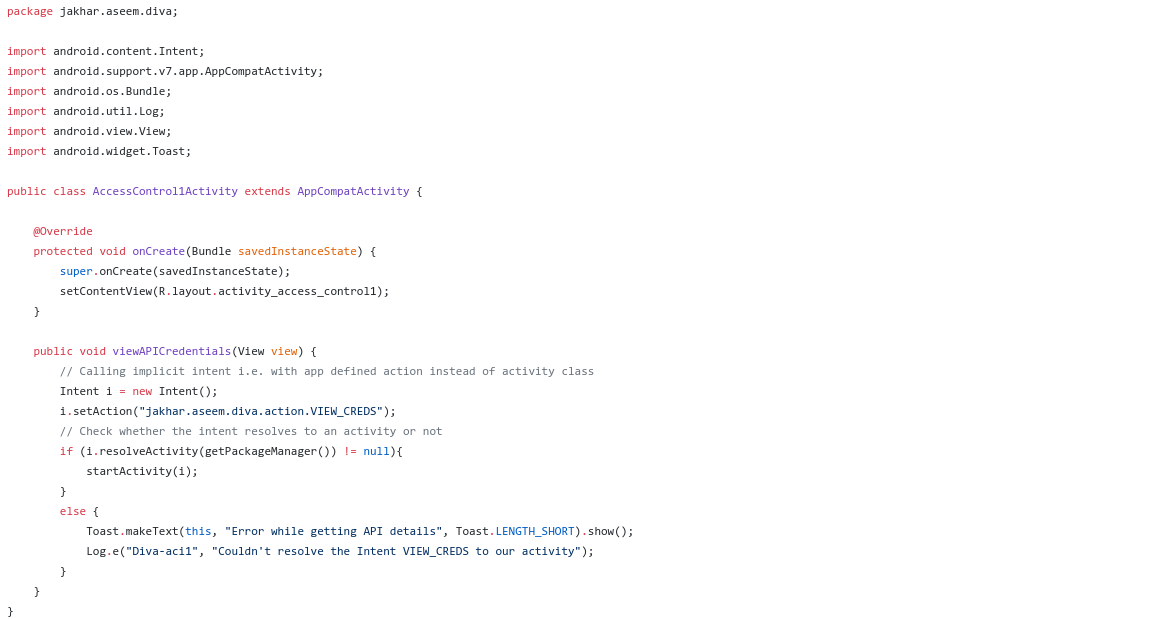 package jakhar.aseem.diva;
import android.content.Intent;
import android.support.v7.app.AppCompatActivity;
import android.os.Bundle;
import android.util.Log;
import android.view.View;
import android.widget.Toast;
public class AccessControl1Activity extends AppCompatActivity {
@Override
protected void onCreate(Bundle savedInstanceState) {
super.onCreate(savedInstanceState);
setContentView(R.layout.activity_access_control1);
}
public void viewAPICredentials(View view) {
// Calling implicit intent i.e. with app defined action instead of activity class
Intent i = new Intent();
i.setAction("jakhar.aseem.diva.action.VIEW_CREDS");
// Check whether the intent resolves to an activity or not
if (i.resolveActivity(getPackageManager()) != null){
startActivity(i);
}
else {
Toast.makeText(this, "Error while getting API details", Toast.LENGTH_SHORT).show();
Log.e("Diva-aci1", "Couldn't resolve the Intent VIEW_CREDS to our activity");
}
}
}